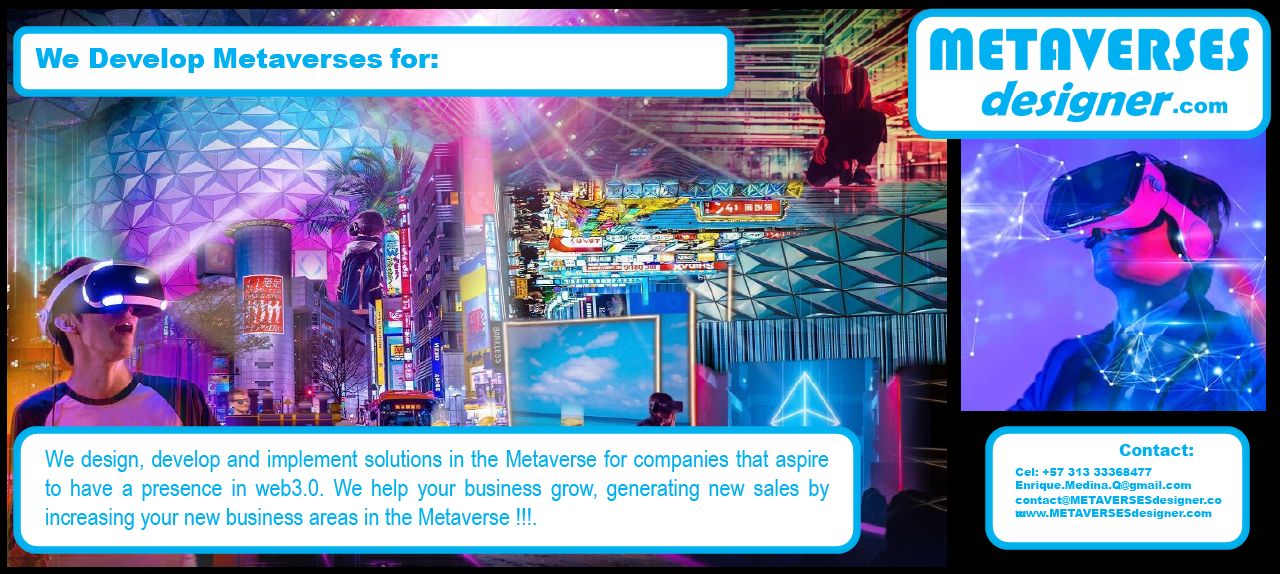 We Develop Metaverses for:
METAVERSES
designer.com
BANKLESS
We design, develop and implement solutions in the Metaverse for companies that aspire
to have a presence in web3.0. We help your business grow, generating new sales by
increasing your new business areas in the Metaverse !!!.
Contact:
Cel: +57 313 33368477
Enrique.Medina.Q@gmail.com
contact@METAVERSESdesigner.co
www.METAVERSESdesigner.com